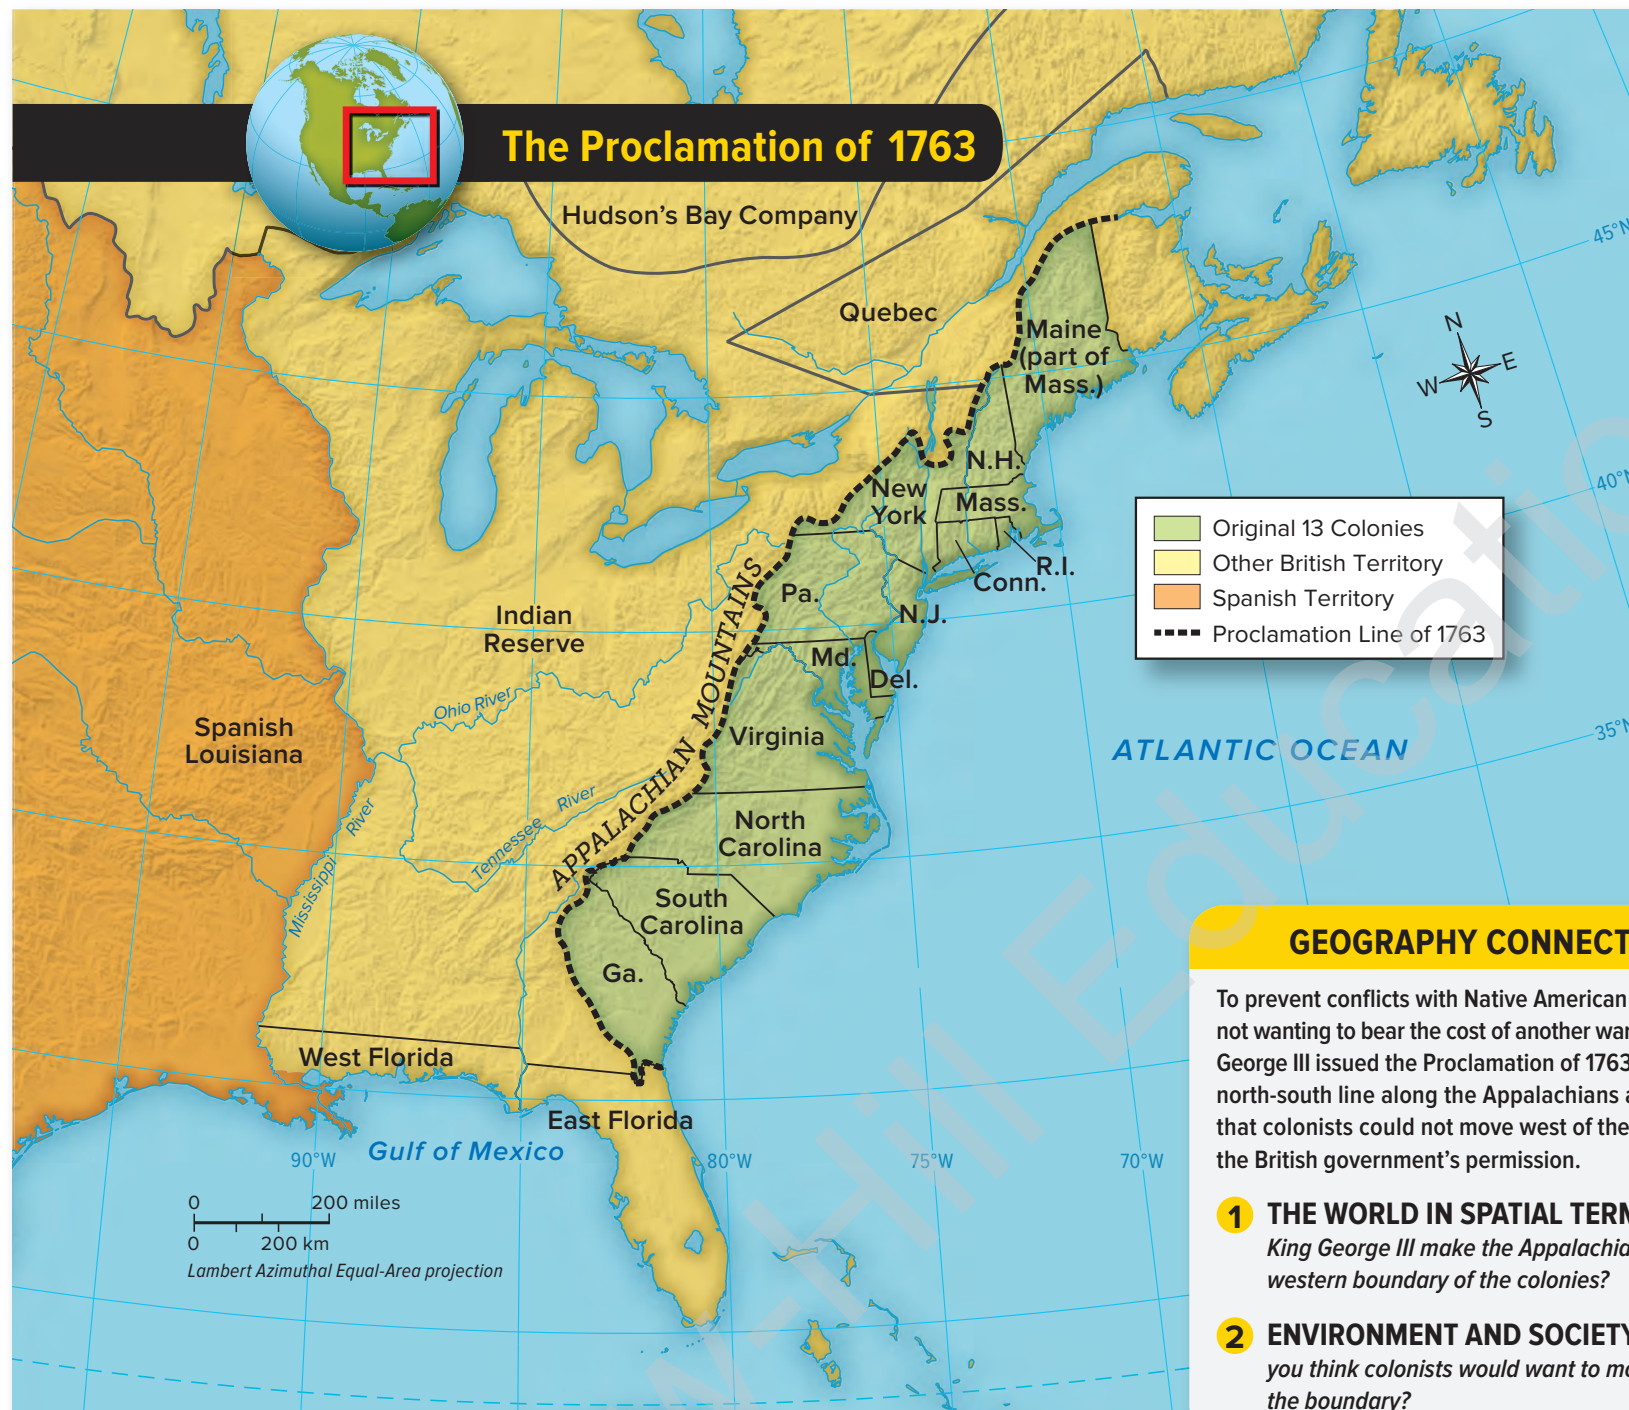 The Proclamation of 1763
Hudson's Bay Company
Quebec
Maine
(part of
Mass.)
45°N
N
W
E
S
N.H.
New
York
Mass.
40°N
Original 13 Colonies
Other British Territory
Spanish Territory
Proclamation Line of 1763
R.I.
Conn.
Pa.
N.J.
Indian
Reserve
Md.
Del.
APPALACHIAN MOUNTAINS
Ohio River
Spanish
Louisiana
Virginia
35°N
ATLANTIC OCEAN
Mississippi River
Tennessee River
North
Carolina
South
Carolina
Ga.
West Florida
East Florida
Gulf of Mexico
90°W
80°W
75°W
70°W
0 200 miles
0 200 km
Lambert Azimuthal Equal-Area projection
GEOGRAPHY CONNECT
To prevent conflicts with Native American
not wanting to bear the cost of another war
George III issued the Proclamation of 1763
north-south line along the Appalachians a
that colonists could not move west of the
the British government's permission.
1 THE WORLD IN SPATIAL TERM
King George III make the Appalachia
western boundary of the colonies?
2 ENVIRONMENT AND SOCIETY
you think colonists would want to mo
the boundary?
w-Hill Educatio